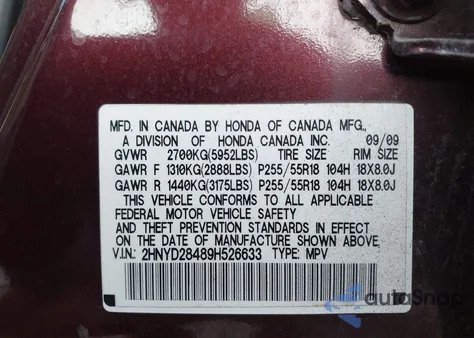 MFD. IN CANADA BY HONDA OF CANADA MFG.,
A DIVISION OF HONDA CANADA INC. 09/09
GVWR 2700KG(5952LBS) TIRE SIZE RIM SIZE
GAWR F 1310KG(2888LBS) P255/55R18 104H 18X8.0J
GAWR R 1440KG(3175LBS) P255/55R18 104H 18X8.0J
THIS VEHICLE CONFORMS TO ALL APPLICABLE
FEDERAL MOTOR VEHICLE SAFETY
AND THEFT PREVENTION STANDARDS IN EFFECT
ON THE DATE OF MANUFACTURE SHOWN ABOVE.
V.I.N.: 2HNYD28489H526633 TYPE: MPV
autoSnap